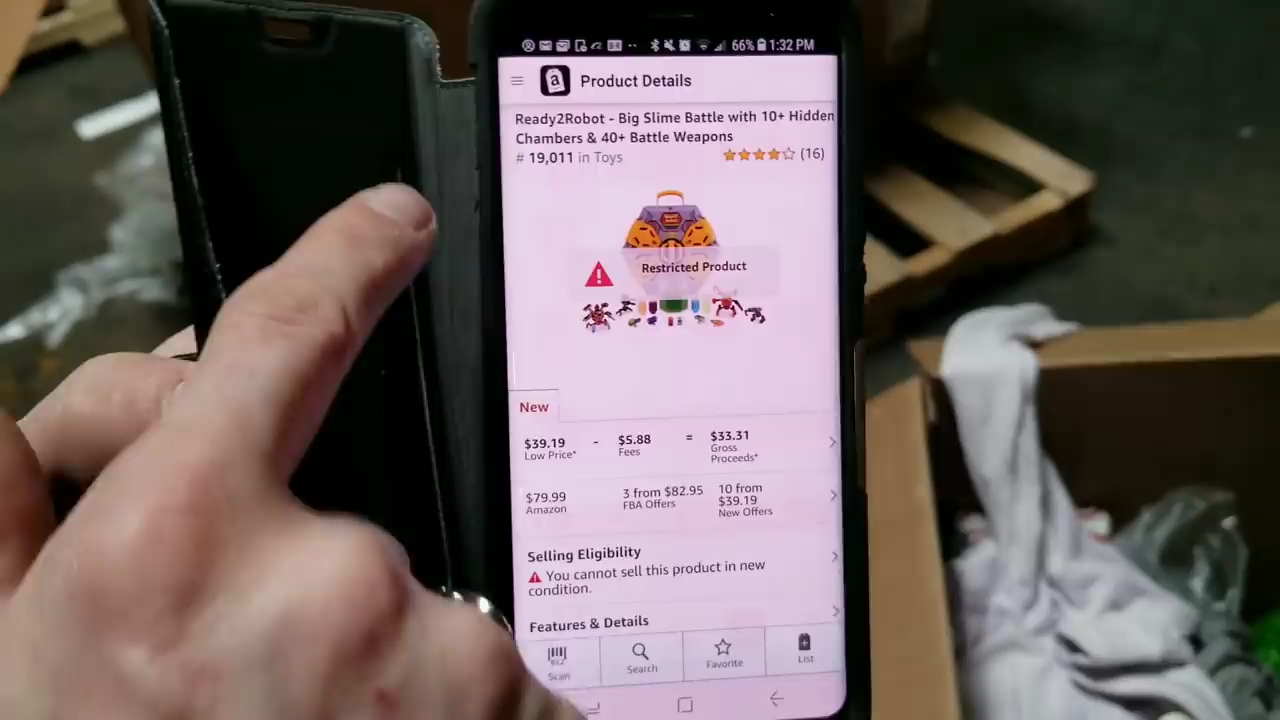 66% 1:32 PM
a Product Details
Ready2Robot - Big Slime Battle with 10+ Hidden
Chambers & 40+ Battle Weapons
# 19,011 in Toys (16)
Restricted Product
New
$39.19 - $5.88 = $33.31
Low Price* Fees Gross
Proceeds*
$79.99 3 from $82.95 10 from
Amazon FBA Offers $39.19
New Offers
Selling Eligibility
You cannot sell this product in new
condition.
Features & Details
Scan Search Favorite List